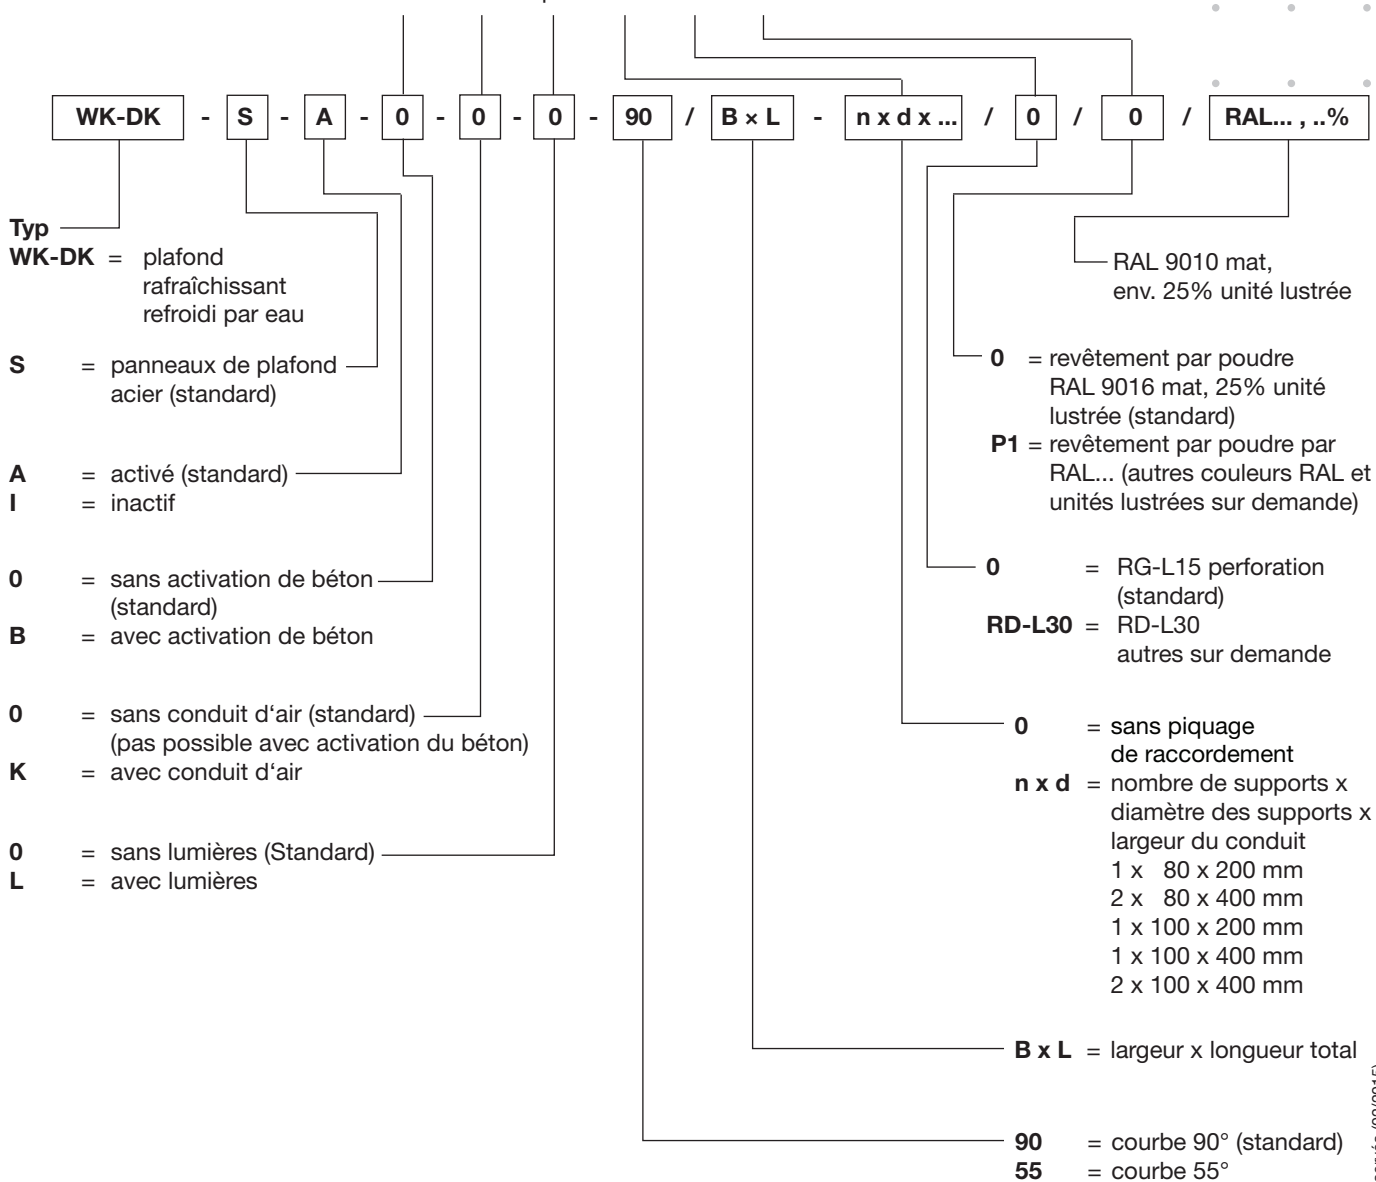 WK-DK - S - A - 0 - 0 - 0 - 90 / B × L - n x d x ... / 0 / 0 / RAL... , ..%
Typ
WK-DK = plafond
rafraîchissant
refroidi par eau
S = panneaux de plafond
acier (standard)
A = activé (standard)
I = inactif
0 = sans activation de béton
(standard)
B = avec activation de béton
0 = sans conduit d‘air (standard)
(pas possible avec activation du béton)
K = avec conduit d‘air
0 = sans lumières (Standard)
L = avec lumières
RAL 9010 mat,
env. 25% unité lustrée
0 = revêtement par poudre
RAL 9016 mat, 25% unité
lustrée (standard)
P1 = revêtement par poudre par
RAL... (autres couleurs RAL et
unités lustrées sur demande)
0 = RG-L15 perforation
(standard)
RD-L30 = RD-L30
autres sur demande
0 = sans piquage
de raccordement
n x d = nombre de supports x
diamètre des supports x
largeur du conduit
1 x 80 x 200 mm
2 x 80 x 400 mm
1 x 100 x 200 mm
1 x 100 x 400 mm
2 x 100 x 400 mm
B x L = largeur x longueur total
90 = courbe 90° (standard)
55 = courbe 55°